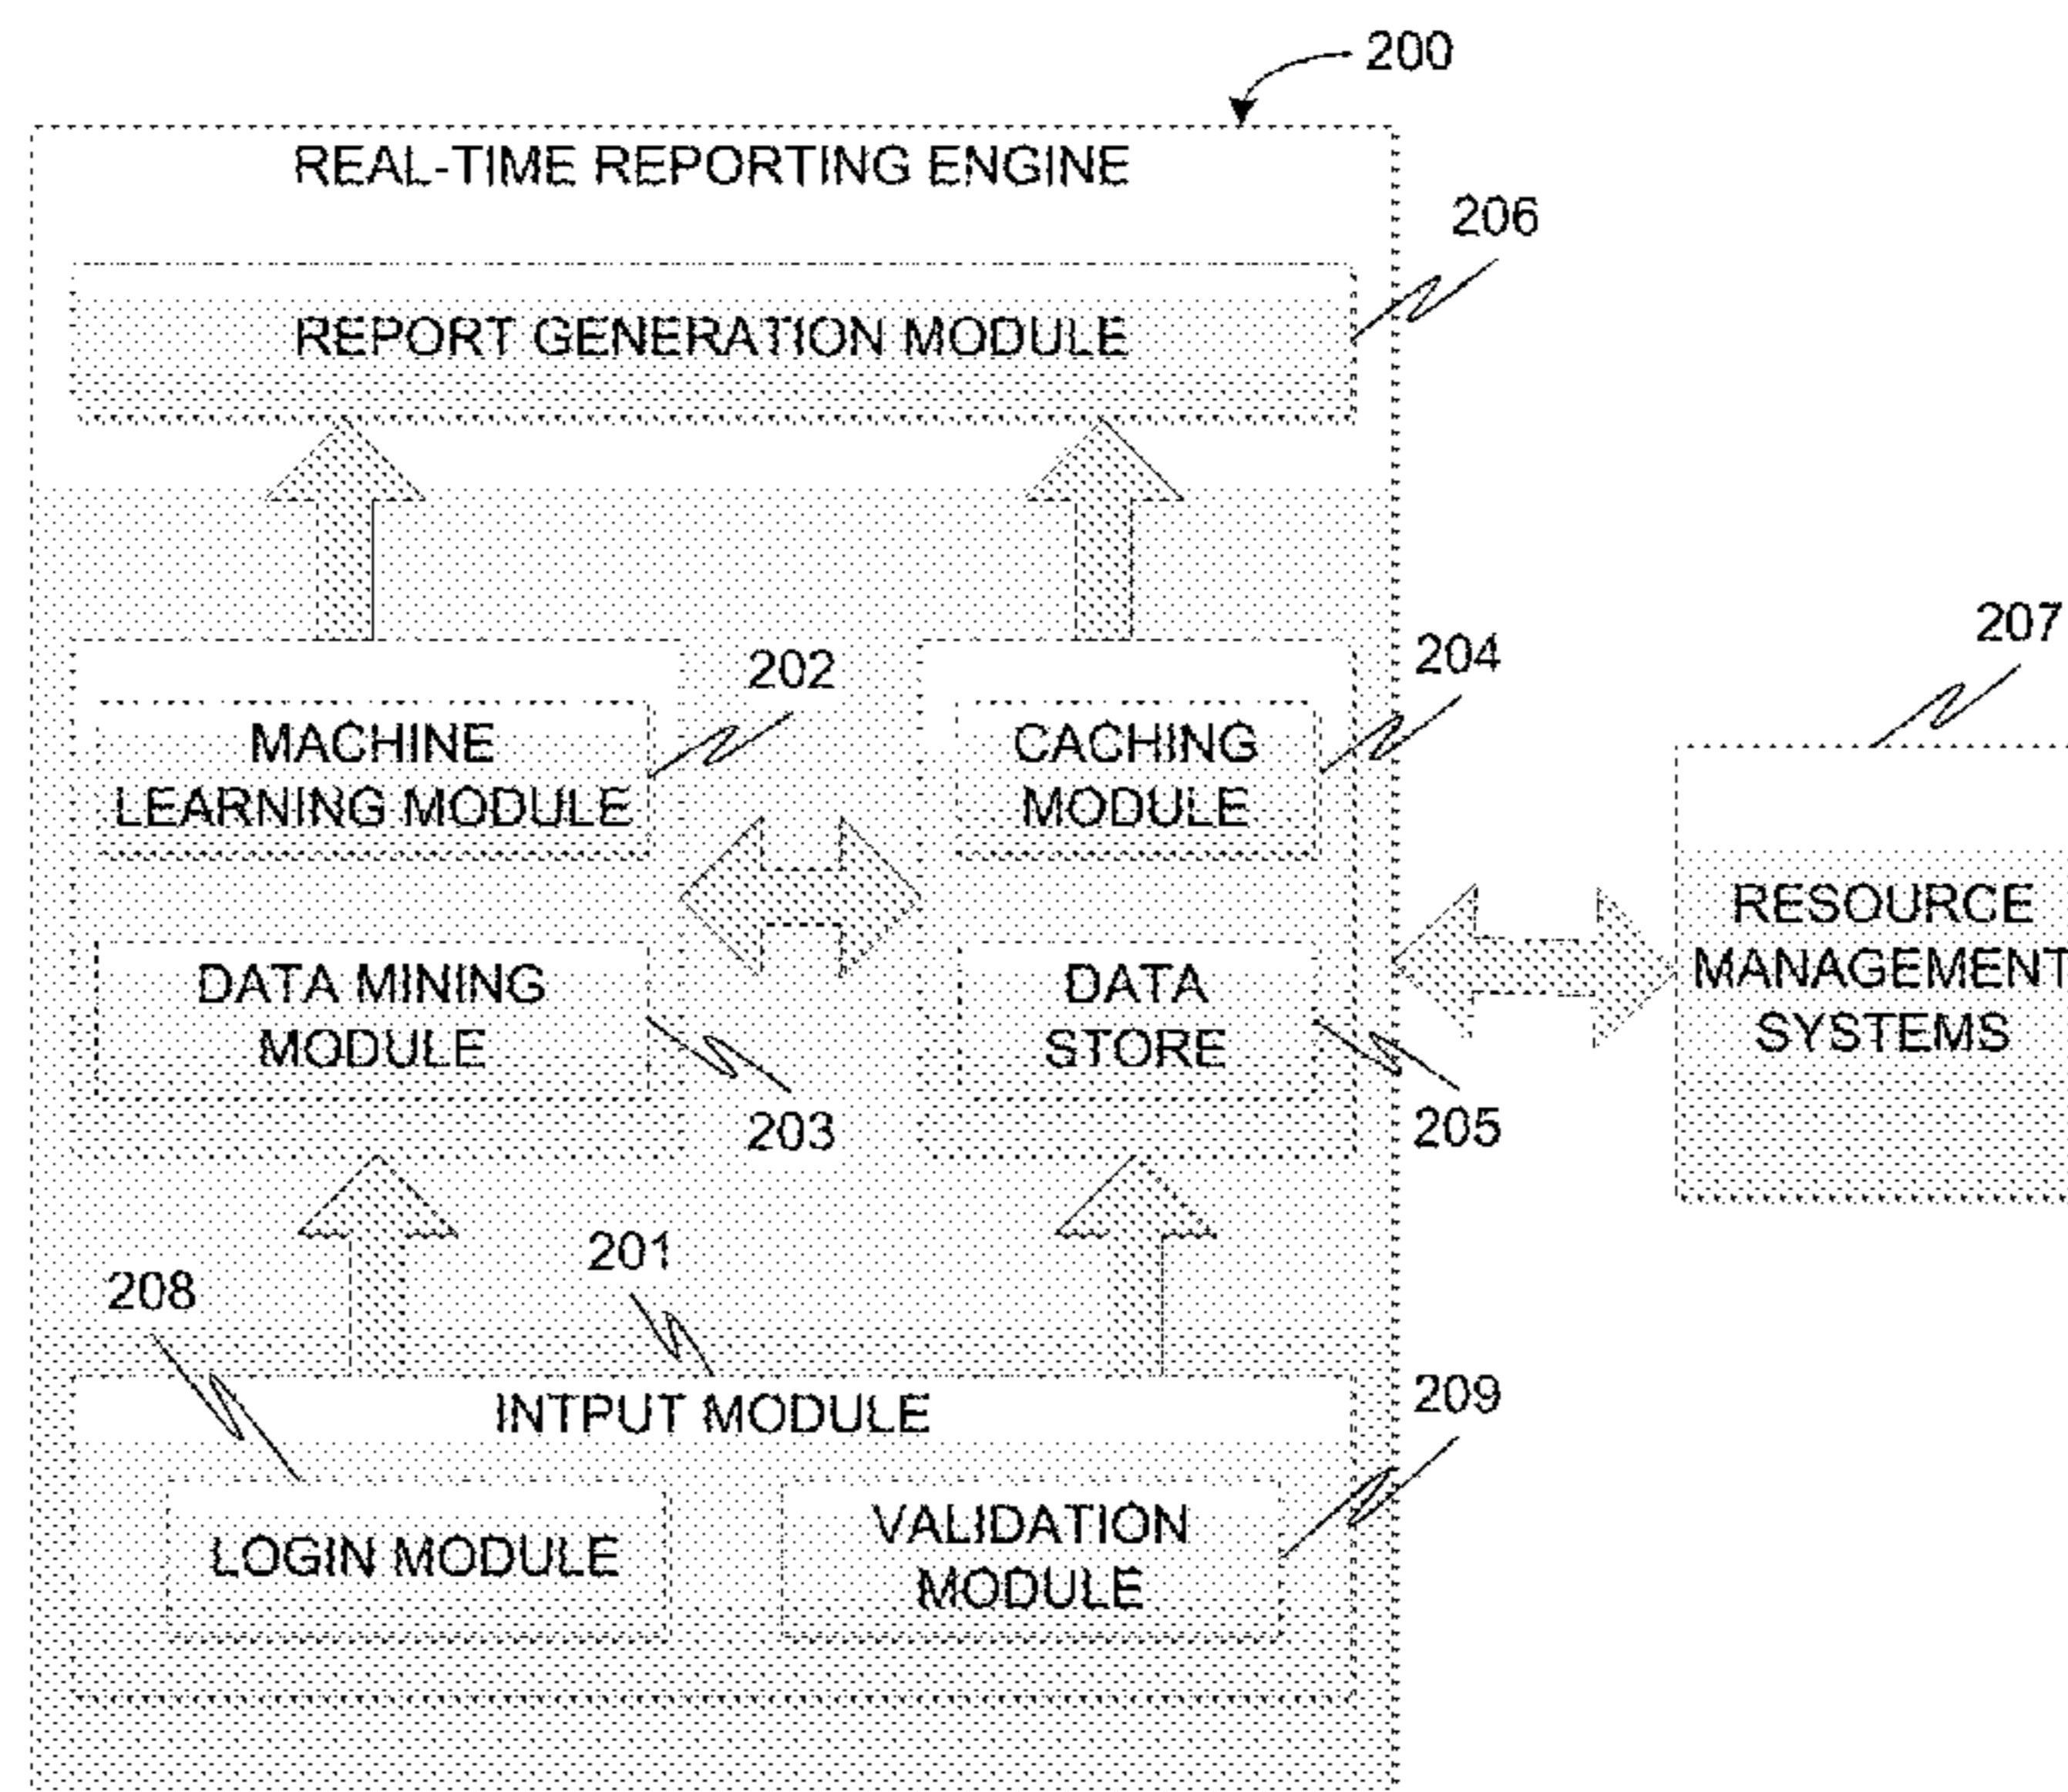 200
REAL-TIME REPORTING ENGINE
206
REPORT GENERATION MODULE
207
202
204
MACHINE
LEARNING MODULE
CACHING
MODULE
RESOURCE
MANAGEMENT
SYSTEMS
DATA MINING
MODULE
DATA
STORE
203
205
201
208
209
INTPUT MODULE
LOGIN MODULE
VALIDATION
MODULE